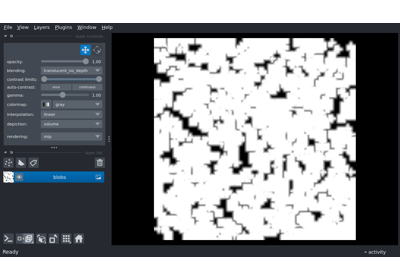 File View Layers Plugins Window Help
opacity: 1.00
blending: translucent_no_depth
contrast limits:
auto-contrast: once continuous
gamma: 1.00
colormap: gray
interpolation: linear
depiction: volume
rendering: mip
blobs
Ready
activity